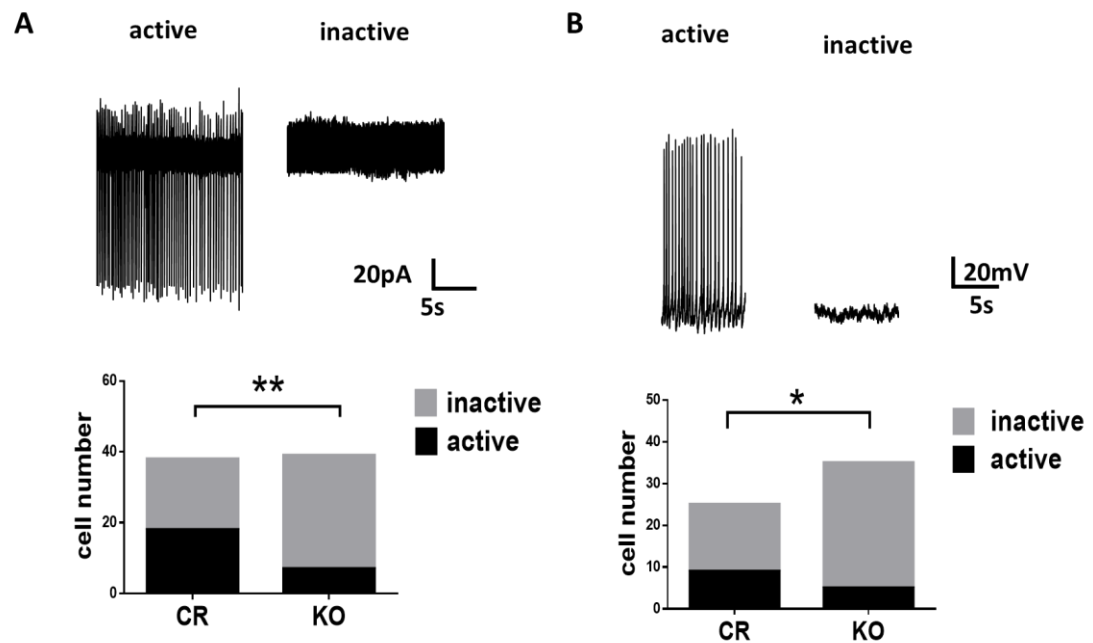 A
active
inactive
20pA
5s
**
60
40
20
0
cell number
CR
KO
inactive
active
B
active
inactive
20mV
5s
*
50
40
30
20
10
0
cell number
CR
KO
inactive
active